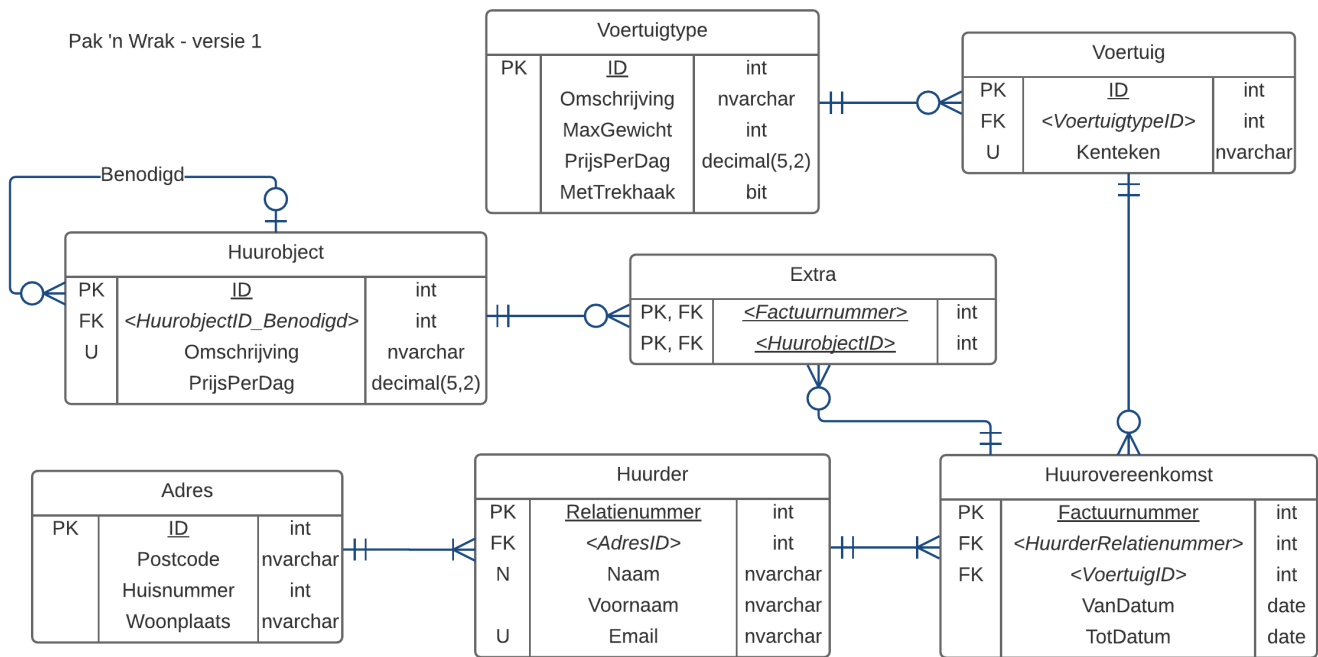 Pak 'n Wrak - versie 1
Voertuigtype
PK ID int
Omschrijving nvarchar
MaxGewicht int
PrijsPerDag decimal(5,2)
MetTrekhaak bit
Voertuig
PK ID int
FK <VoertuigtypeID> int
U Kenteken nvarchar
Benodigd
Huurobject
PK ID int
FK <HuurobjectID_Benodigd> int
U Omschrijving nvarchar
PrijsPerDag decimal(5,2)
Extra
PK, FK <Factuurnummer> int
PK, FK <HuurobjectID> int
Adres
PK ID int
Postcode nvarchar
Huisnummer int
Woonplaats nvarchar
Huurder
PK Relatienummer int
FK <AdresID> int
N Naam nvarchar
Voornaam nvarchar
U Email nvarchar
Huurovereenkomst
PK Factuurnummer int
FK <HuurderRelatienummer> int
FK <VoertuigID> int
VanDatum date
TotDatum date